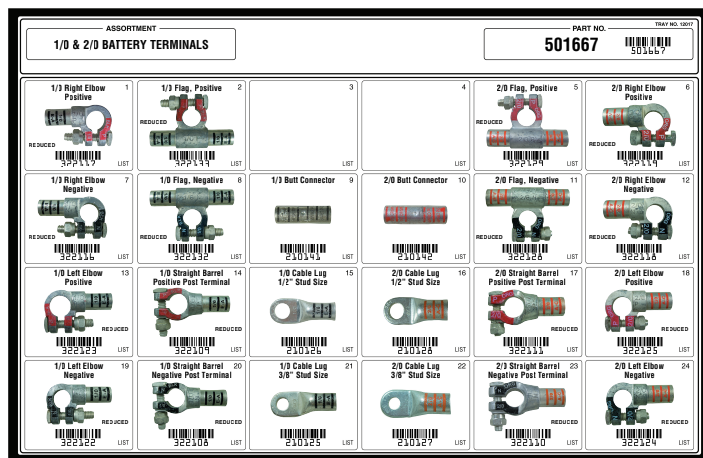 ASSORTMENT
1/0 & 2/0 BATTERY TERMINALS
PART NO.
TRAY NO. 12017
501667
501667
1/0 Right Elbow
Positive
1
REDUCED
322117
LIST
1/0 Flag, Positive
2
REDUCED
LIST
3
LIST
4
LIST
2/0 Flag, Positive
5
REDUCED
322129
LIST
2/0 Right Elbow
Positive
6
REDUCED
322119
LIST
1/0 Right Elbow
Negative
7
REDUCED
322116
LIST
1/0 Flag, Negative
8
REDUCED
322132
LIST
1/0 Butt Connector
9
210141
LIST
2/0 Butt Connector
10
210142
LIST
2/0 Flag, Negative
11
REDUCED
322128
LIST
2/0 Right Elbow
Negative
12
REDUCED
322118
LIST
1/0 Left Elbow
Positive
13
REDUCED
322123
LIST
1/0 Straight Barrel
Positive Post Terminal
14
REDUCED
322109
LIST
1/0 Cable Lug
1/2" Stud Size
15
210126
LIST
2/0 Cable Lug
1/2" Stud Size
16
210128
LIST
2/0 Straight Barrel
Positive Post Terminal
17
REDUCED
322111
LIST
2/0 Left Elbow
Positive
18
REDUCED
322125
LIST
1/0 Left Elbow
Negative
19
REDUCED
322122
LIST
1/0 Straight Barrel
Negative Post Terminal
20
REDUCED
322108
LIST
1/0 Cable Lug
3/8" Stud Size
21
210125
LIST
2/0 Cable Lug
3/8" Stud Size
22
210127
LIST
2/0 Straight Barrel
Negative Post Terminal
23
REDUCED
322110
LIST
2/0 Left Elbow
Negative
24
REDUCED
322124
LIST